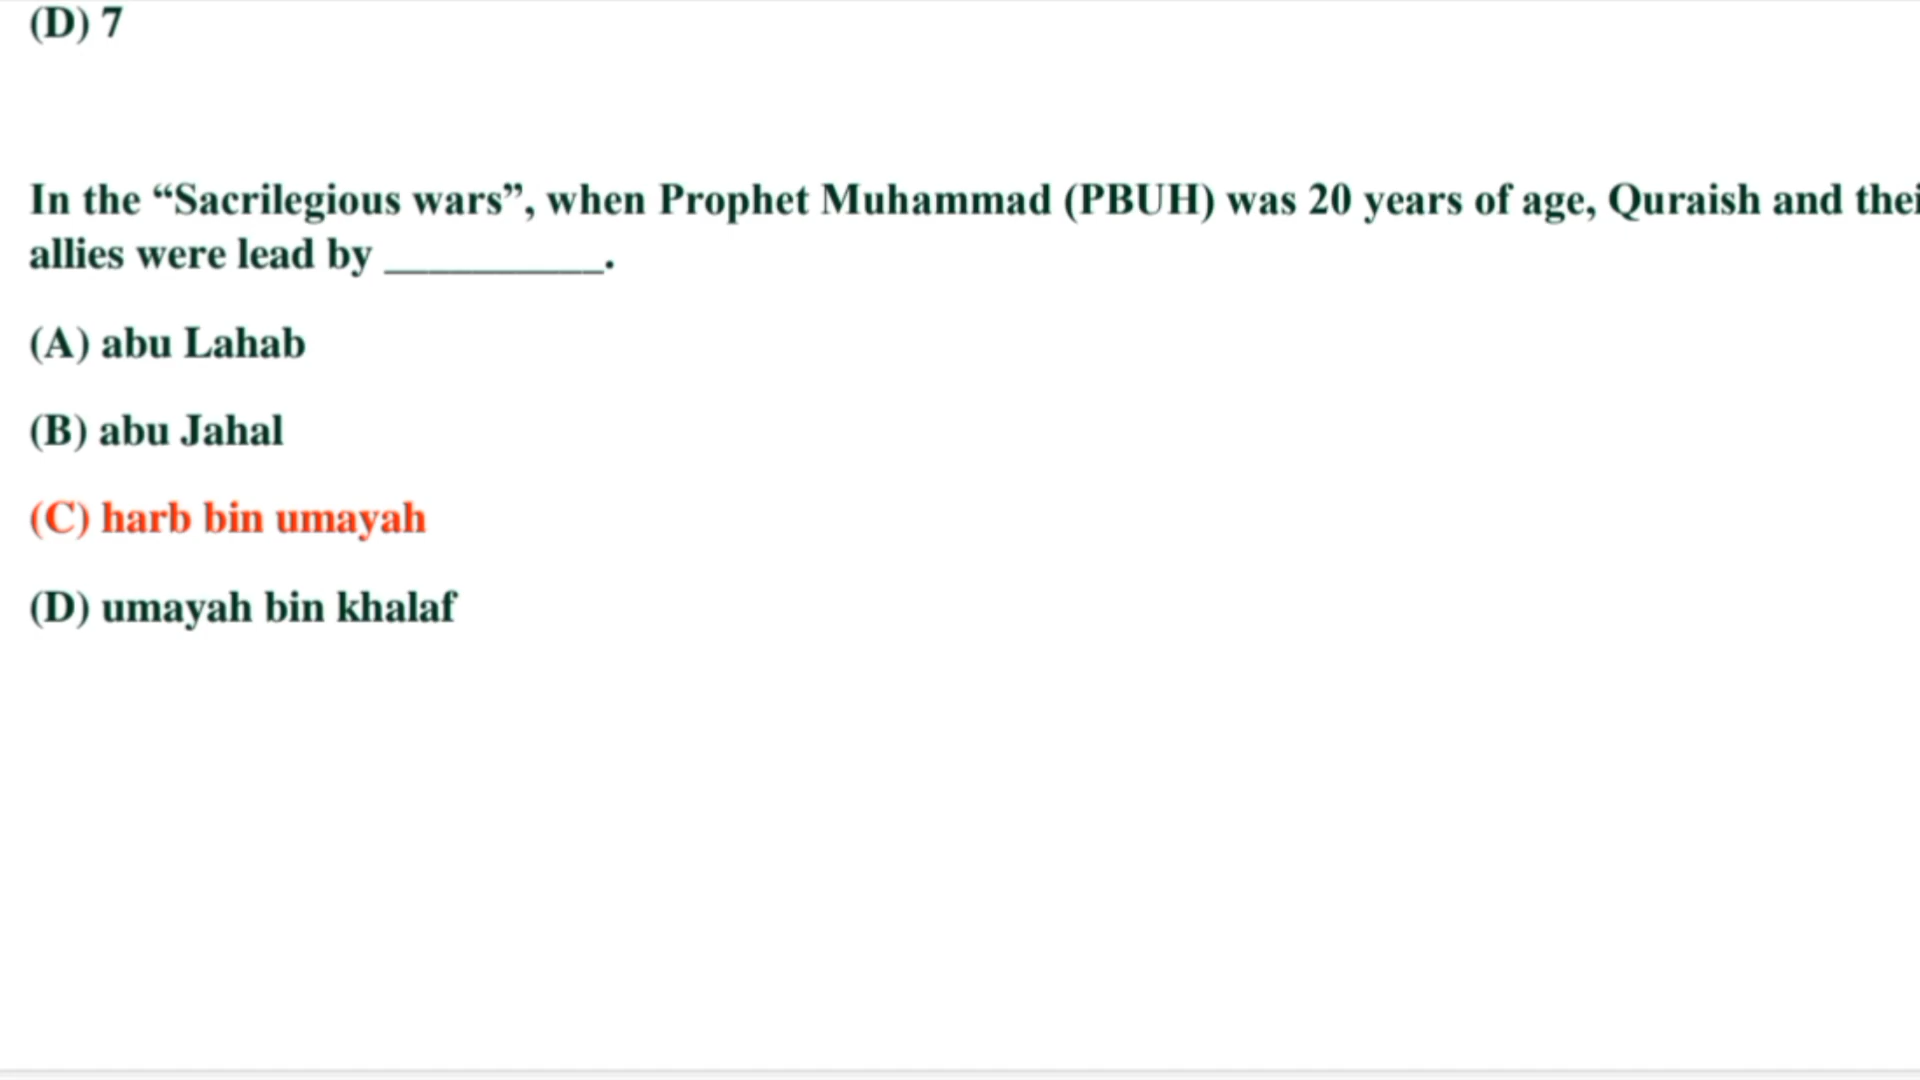 (D) 7
In the “Sacrilegious wars”, when Prophet Muhammad (PBUH) was 20 years of age, Quraish and thei
allies were lead by __________.
(A) abu Lahab
(B) abu Jahal
(C) harb bin umayah
(D) umayah bin khalaf